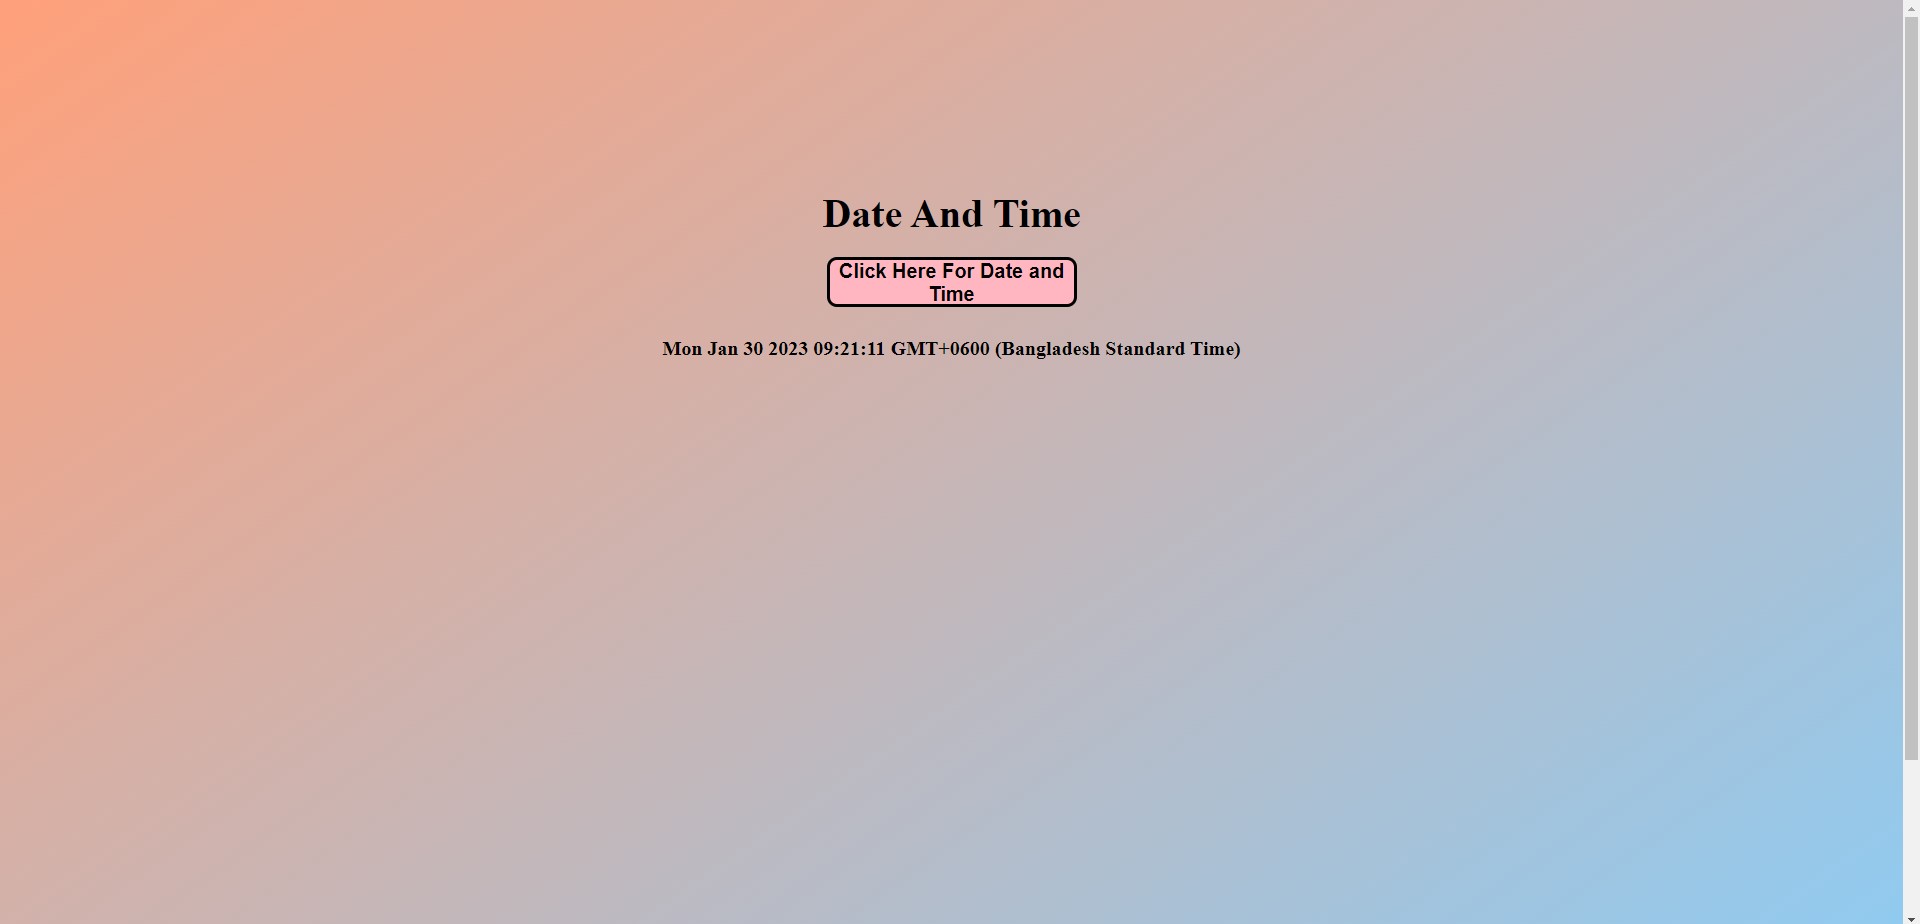 Date And Time
Click Here For Date and
Time
Mon Jan 30 2023 09:21:11 GMT+0600 (Bangladesh Standard Time)